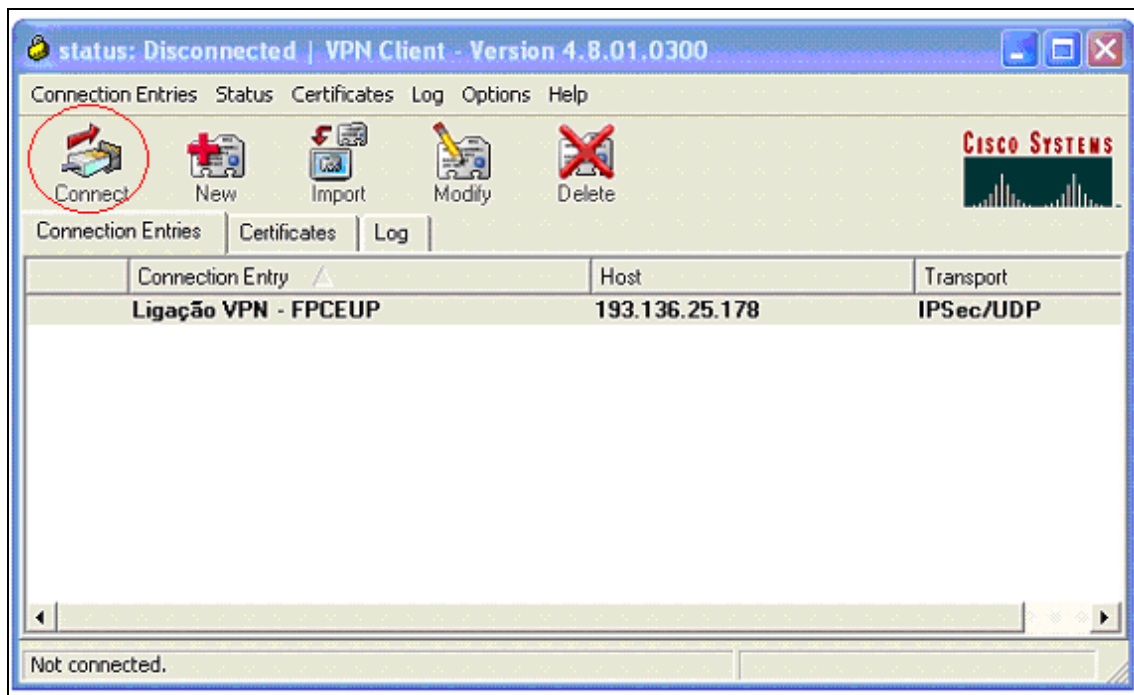 status: Disconnected | VPN Client - Version 4.8.01.0300
Connection Entries Status Certificates Log Options Help
Connect New Import Modify Delete
CISCO SYSTEMS
Connection Entries Certificates Log
Connection Entry Host Transport
Ligação VPN - FPCEUP 193.136.25.178 IPSec/UDP
Not connected.